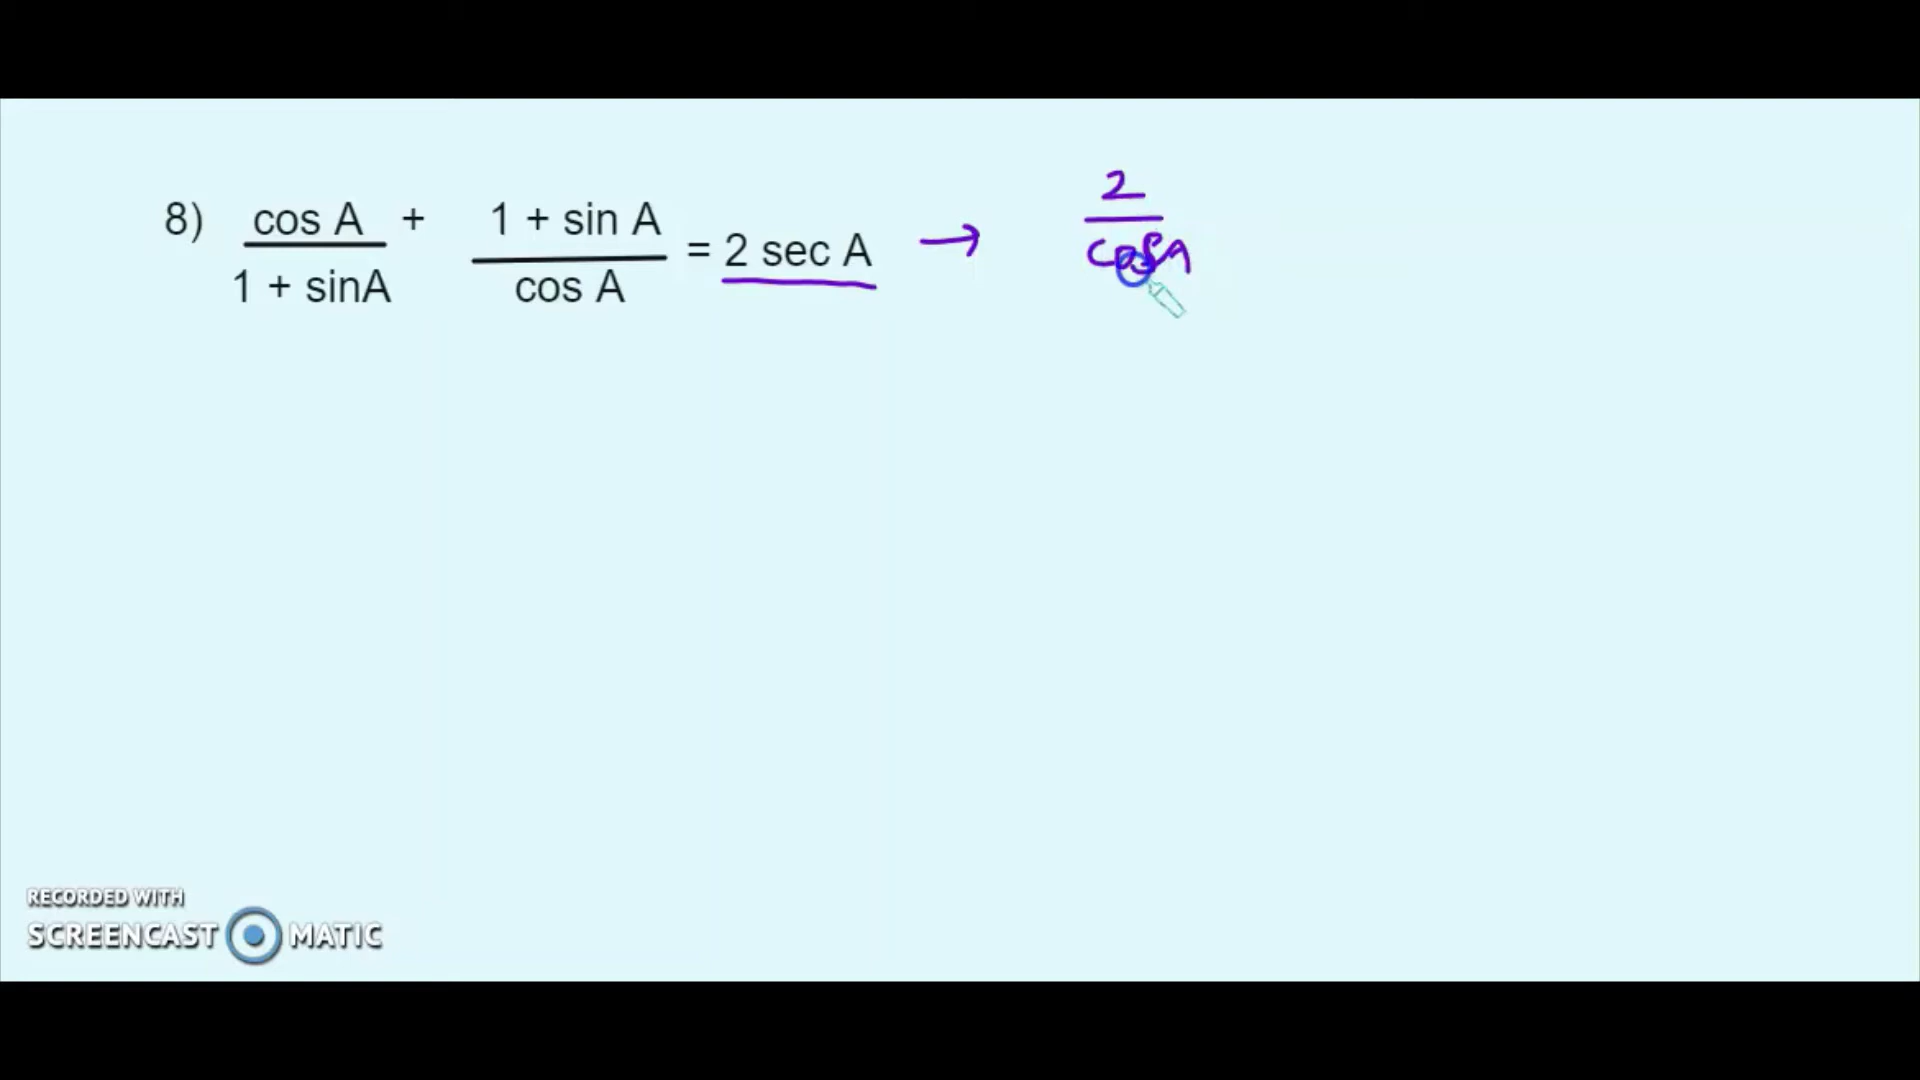 8) cos A + 1 + sin A = 2 sec A → 2
1 + sinA cos A cosA
RECORDED WITH
SCREENCAST MATIC